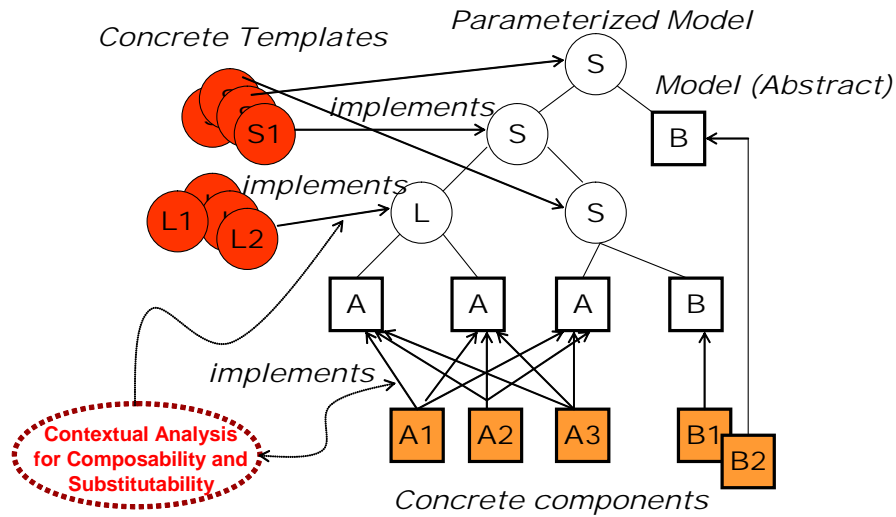 Parameterized Model
Concrete Templates
S
Model (Abstract)
implements
S1
S
B
implements
L1
L2
L
S
A
A
A
B
implements
A1
A2
A3
B1
B2
Contextual Analysis
for Composability and
Substitutability
Concrete components